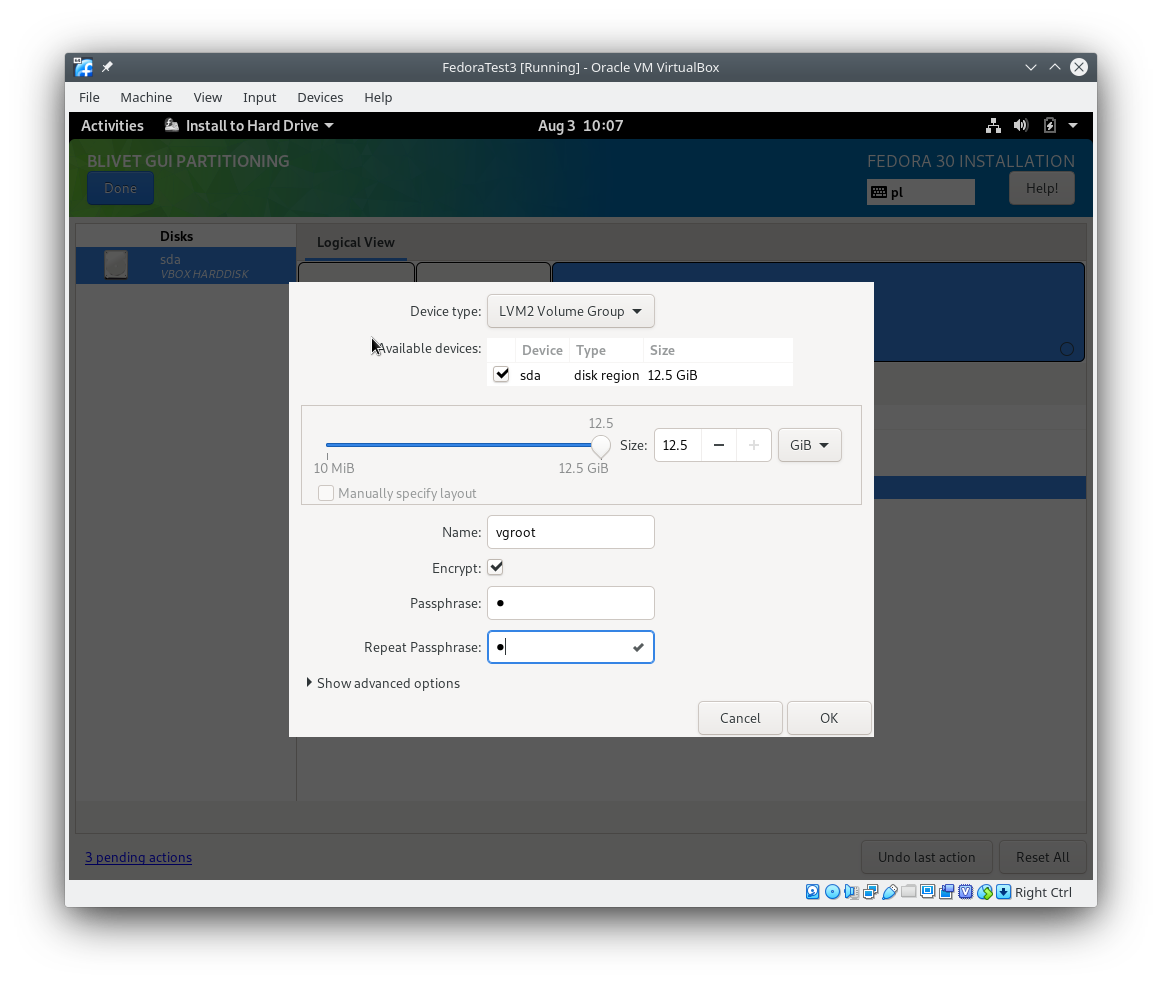 FedoraTest3 [Running] - Oracle VM VirtualBox
File Machine View Input Devices Help
Activities Install to Hard Drive Aug 3 10:07
BLIVET GUI PARTITIONING FEDORA 30 INSTALLATION
Done pl Help!
Disks Logical View
sda
VBOX HARDDISK
Device type: LVM2 Volume Group
Available devices: Device Type Size
sda disk region 12.5 GiB
12.5
Size: 12.5 GiB
10 MiB 12.5 GiB
Manually specify layout
Name: vgroot
Encrypt:
Passphrase: ●
Repeat Passphrase: ●
Show advanced options
Cancel OK
3 pending actions Undo last action Reset All
Right Ctrl